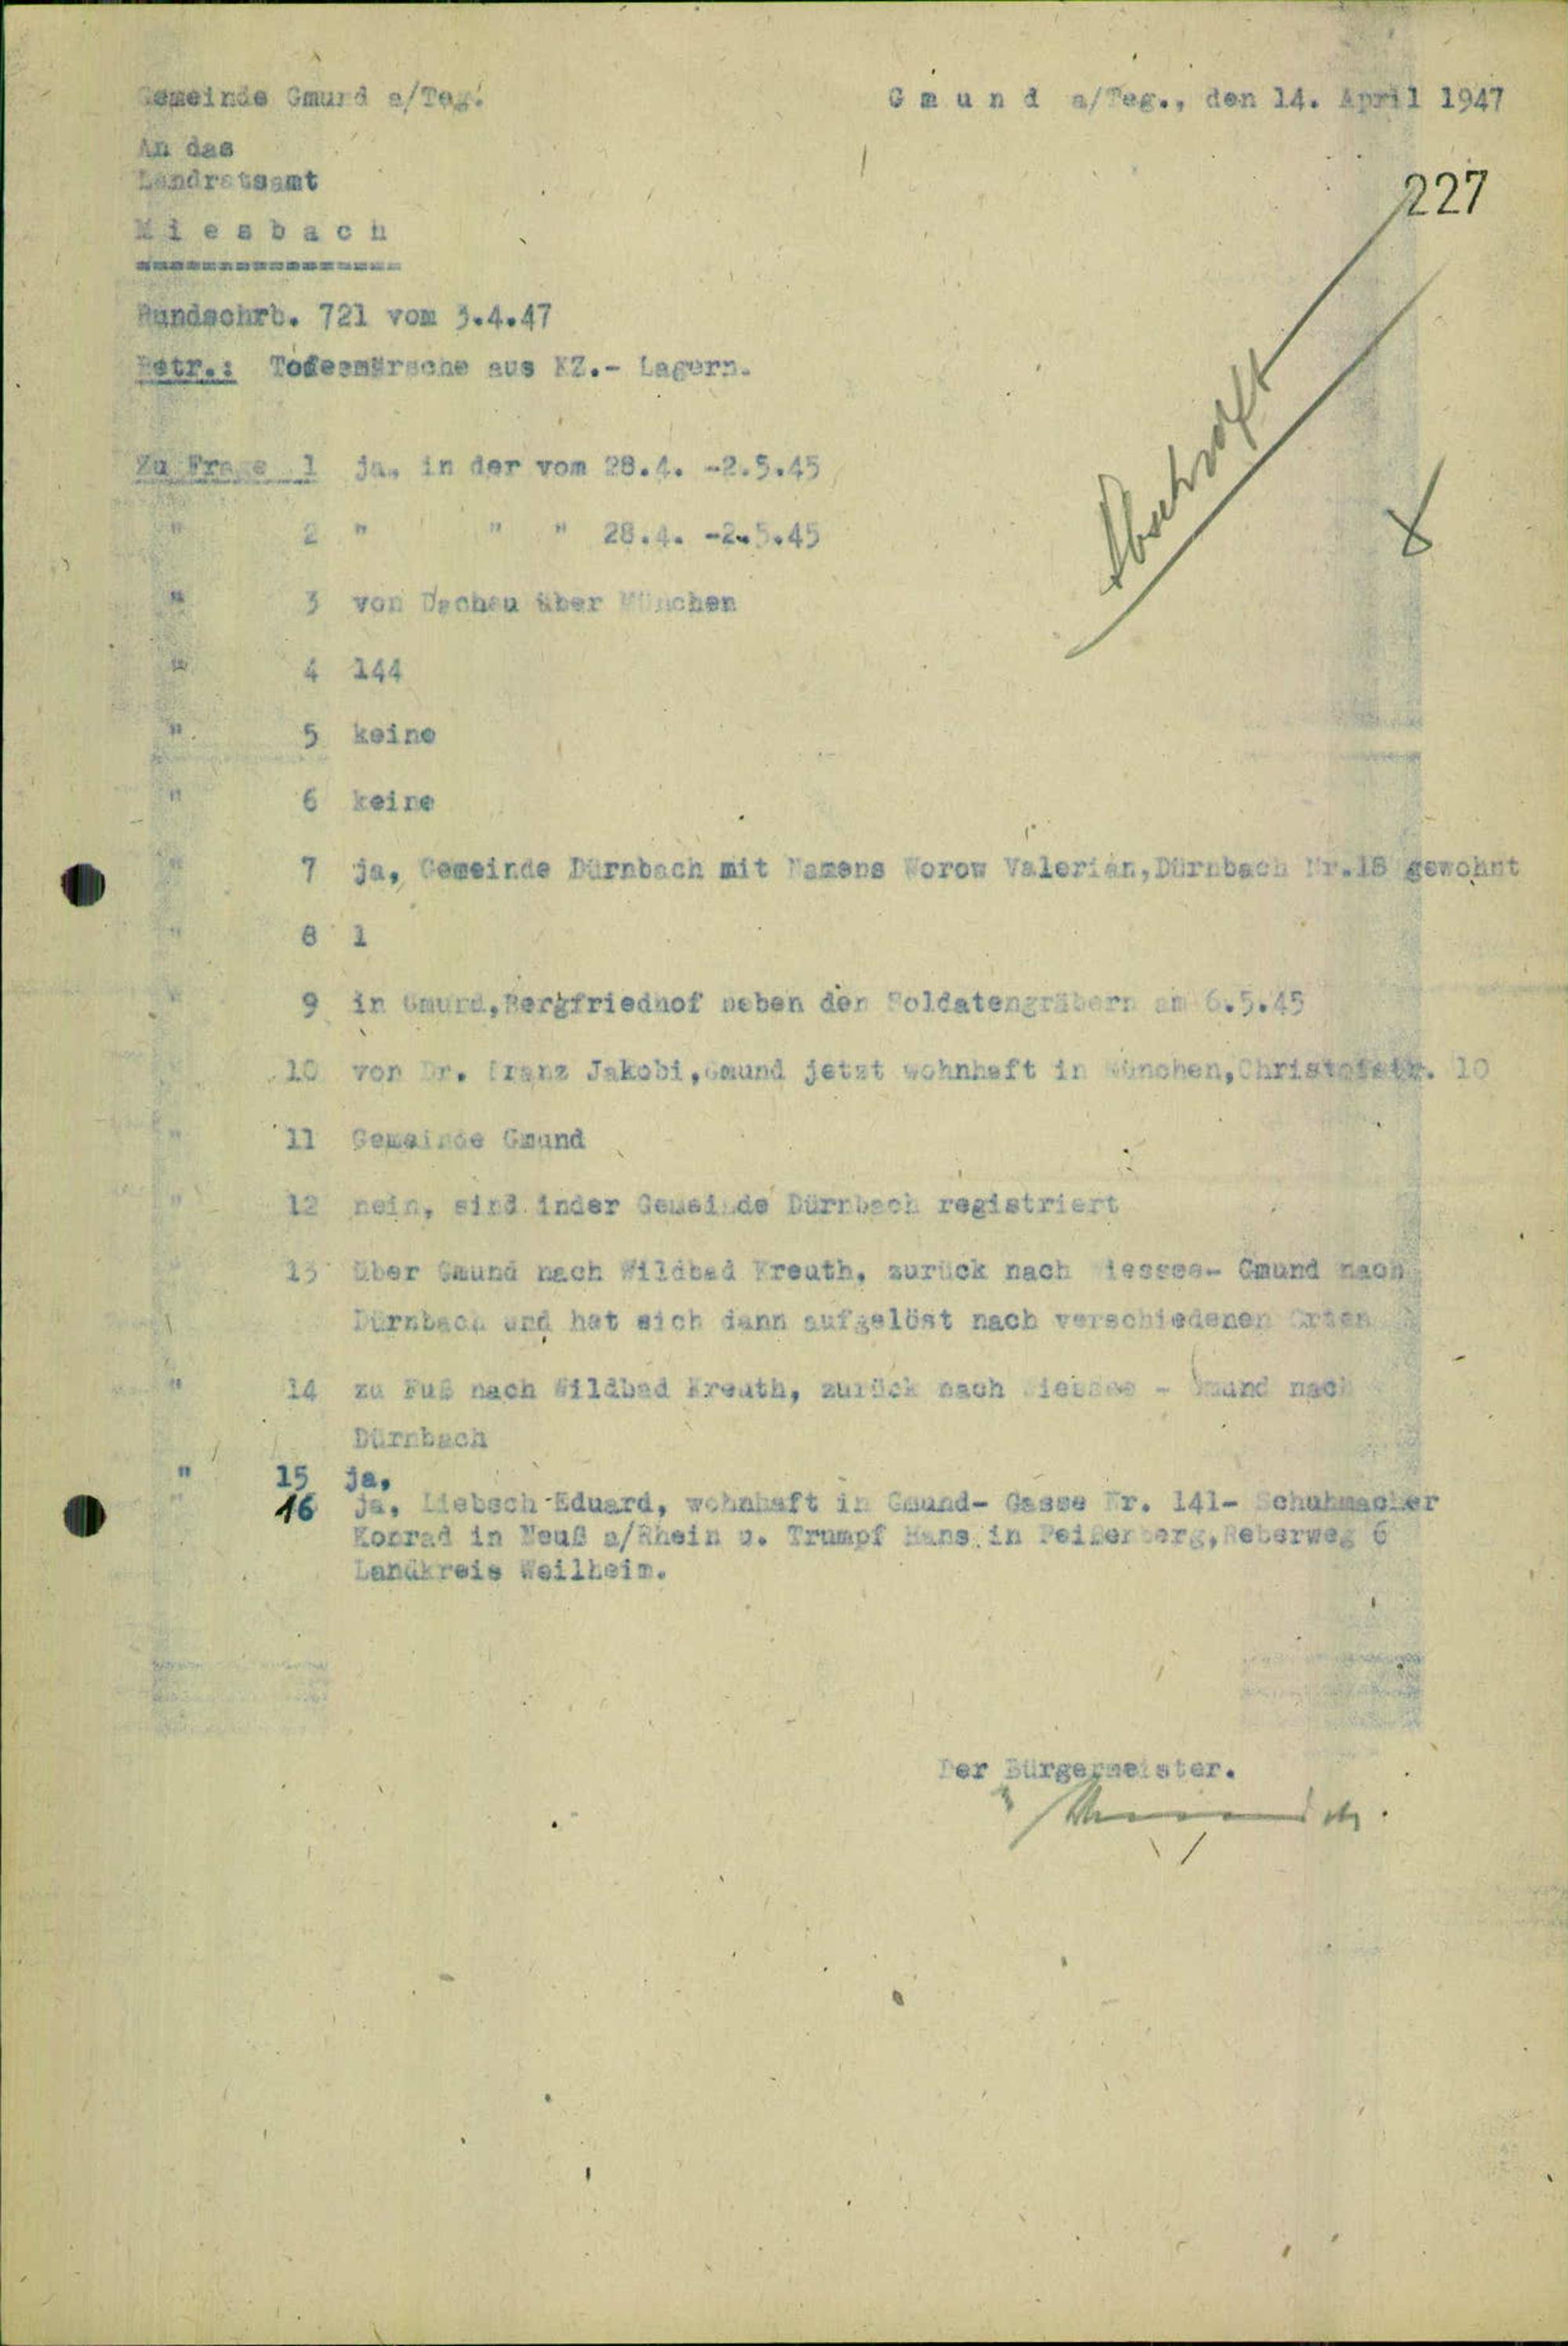 Gemeinde Gmund a/Teg.
G m u n d a/Teg., den 14. April 1947
An das
Landratsamt
227
M i e s b a c h
Rundschrb. 721 vom 3.4.47
Betr.: Todesmärsche aus KZ.- Lagern.
Abschrift
Zu Frage 1 ja, in der vom 28.4. -2.5.45
" 2 " " " 28.4. -2.5.45
" 3 von Dachau über München
" 4 144
" 5 keine
" 6 keine
" 7 ja, Gemeinde Dürnbach mit Namens Worow Valerian,Dürnbach Nr.18 gewohnt
" 8 1
" 9 in Gmund,Bergfriedhof neben den Soldatengräbern am 6.5.45
10 von Dr. Franz Jakobi,Gmund jetzt wohnhaft in München, 10
" 11 Gemeinde Gmund
" 12 nein, sind inder Gemeinde Dürnbach registriert
" 13 über Gmund nach Wildbad Kreuth, zurück nach Wiessee- Gmund nach
Dürnbach und hat sich dann aufgelöst nach verschiedenen Orten
" 14 zu Fuß nach Wildbad Kreuth, zurück nach Wiessee - Gmund nach
Dürnbach
" 15 ja,
" 16 ja, Liebsch Eduard, wohnhaft in Gmund- Gasse Nr. 141- Schuhmacher
Konrad in Neuß a/Rhein u. Trumpf Hans in Peißenberg,Reberweg 6
Landkreis Weilheim.
Der Bürgermeister.